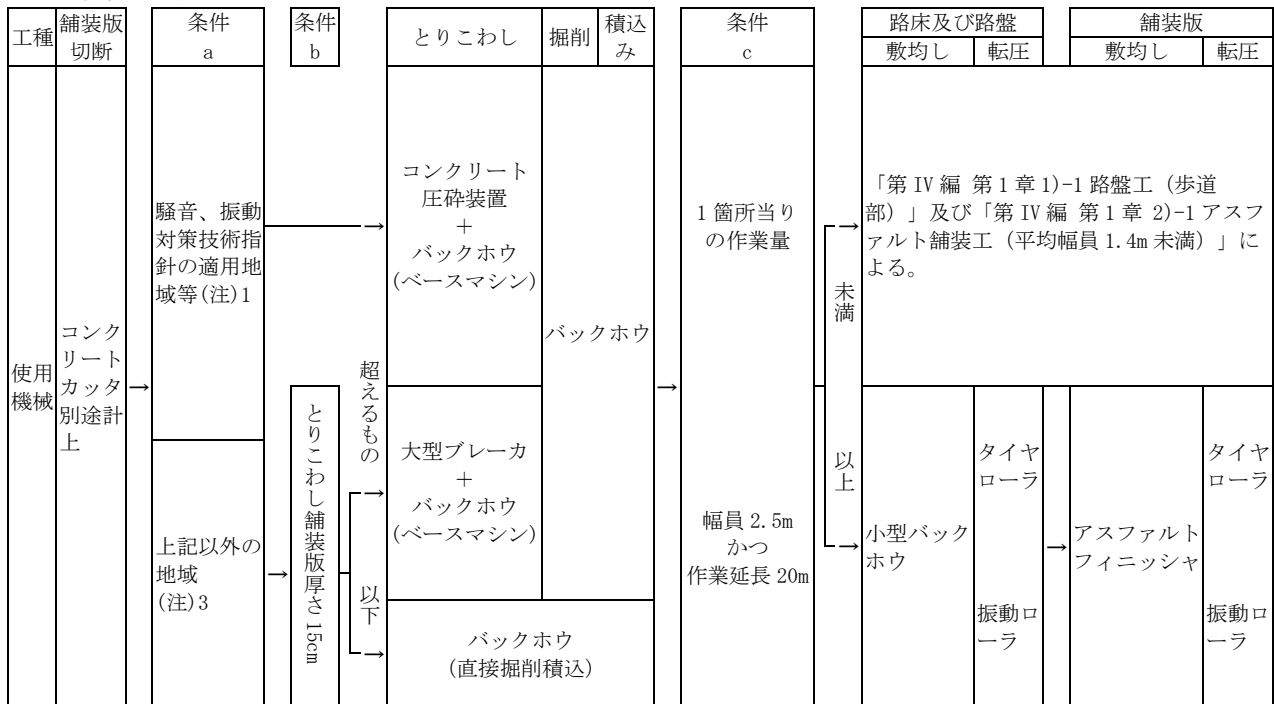 工種
舗装版
切断
条件
a
条件
b
とりこわし
掘削
積込
み
条件
c
路床及び路盤
敷均し
転圧
舗装版
敷均し
転圧
使用
機械
コンク
リート
カッタ
別途計
上
→
騒音、振動
対策技術指
針の適用地
域等(注)1
→
上記以外の
地域
(注)3
→
とりこわし舗装版厚さ15cm
超えるもの
→
以下
→
コンクリート
圧砕装置
+
バックホウ
(ベースマシン)
大型ブレーカ
+
バックホウ
(ベースマシン)
バックホウ
バックホウ
(直接掘削積込)
→
1箇所当り
の作業量
幅員2.5m
かつ
作業延長20m
→
未満
以上
→
「第IV編 第1章1)-1路盤工（歩道
部）」及び「第IV編 第1章 2)-1アスフ
ァルト舗装工（平均幅員1.4m未満）」に
よる。
小型バック
ホウ
タイヤ
ローラ
振動ロ
ーラ
→
アスファルト
フィニッシャ
タイヤ
ローラ
振動ロ
ーラ